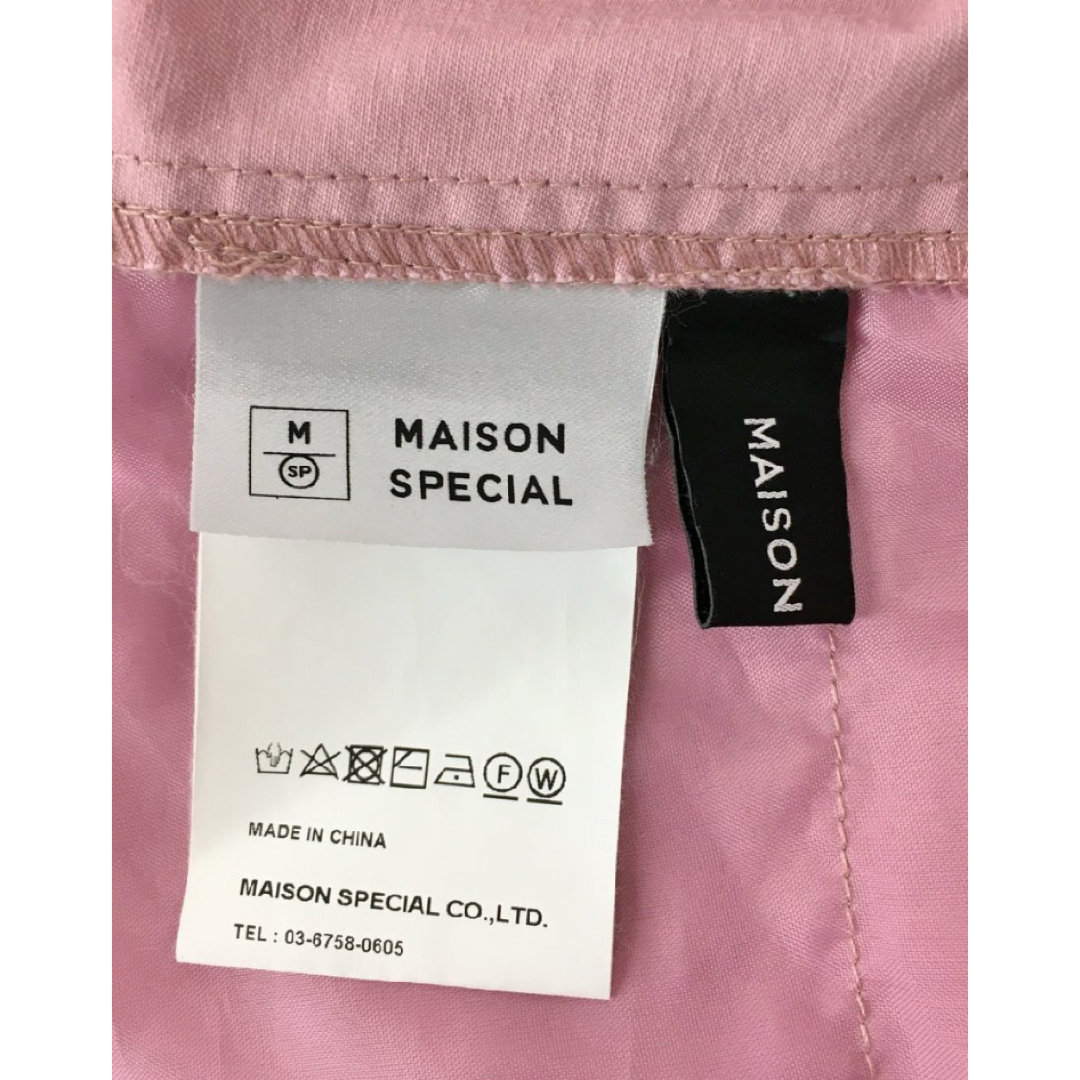 M
SP
MAISON
SPECIAL
MAISON
F W
MADE IN CHINA
MAISON SPECIAL CO.,LTD.
TEL : 03-6758-0605